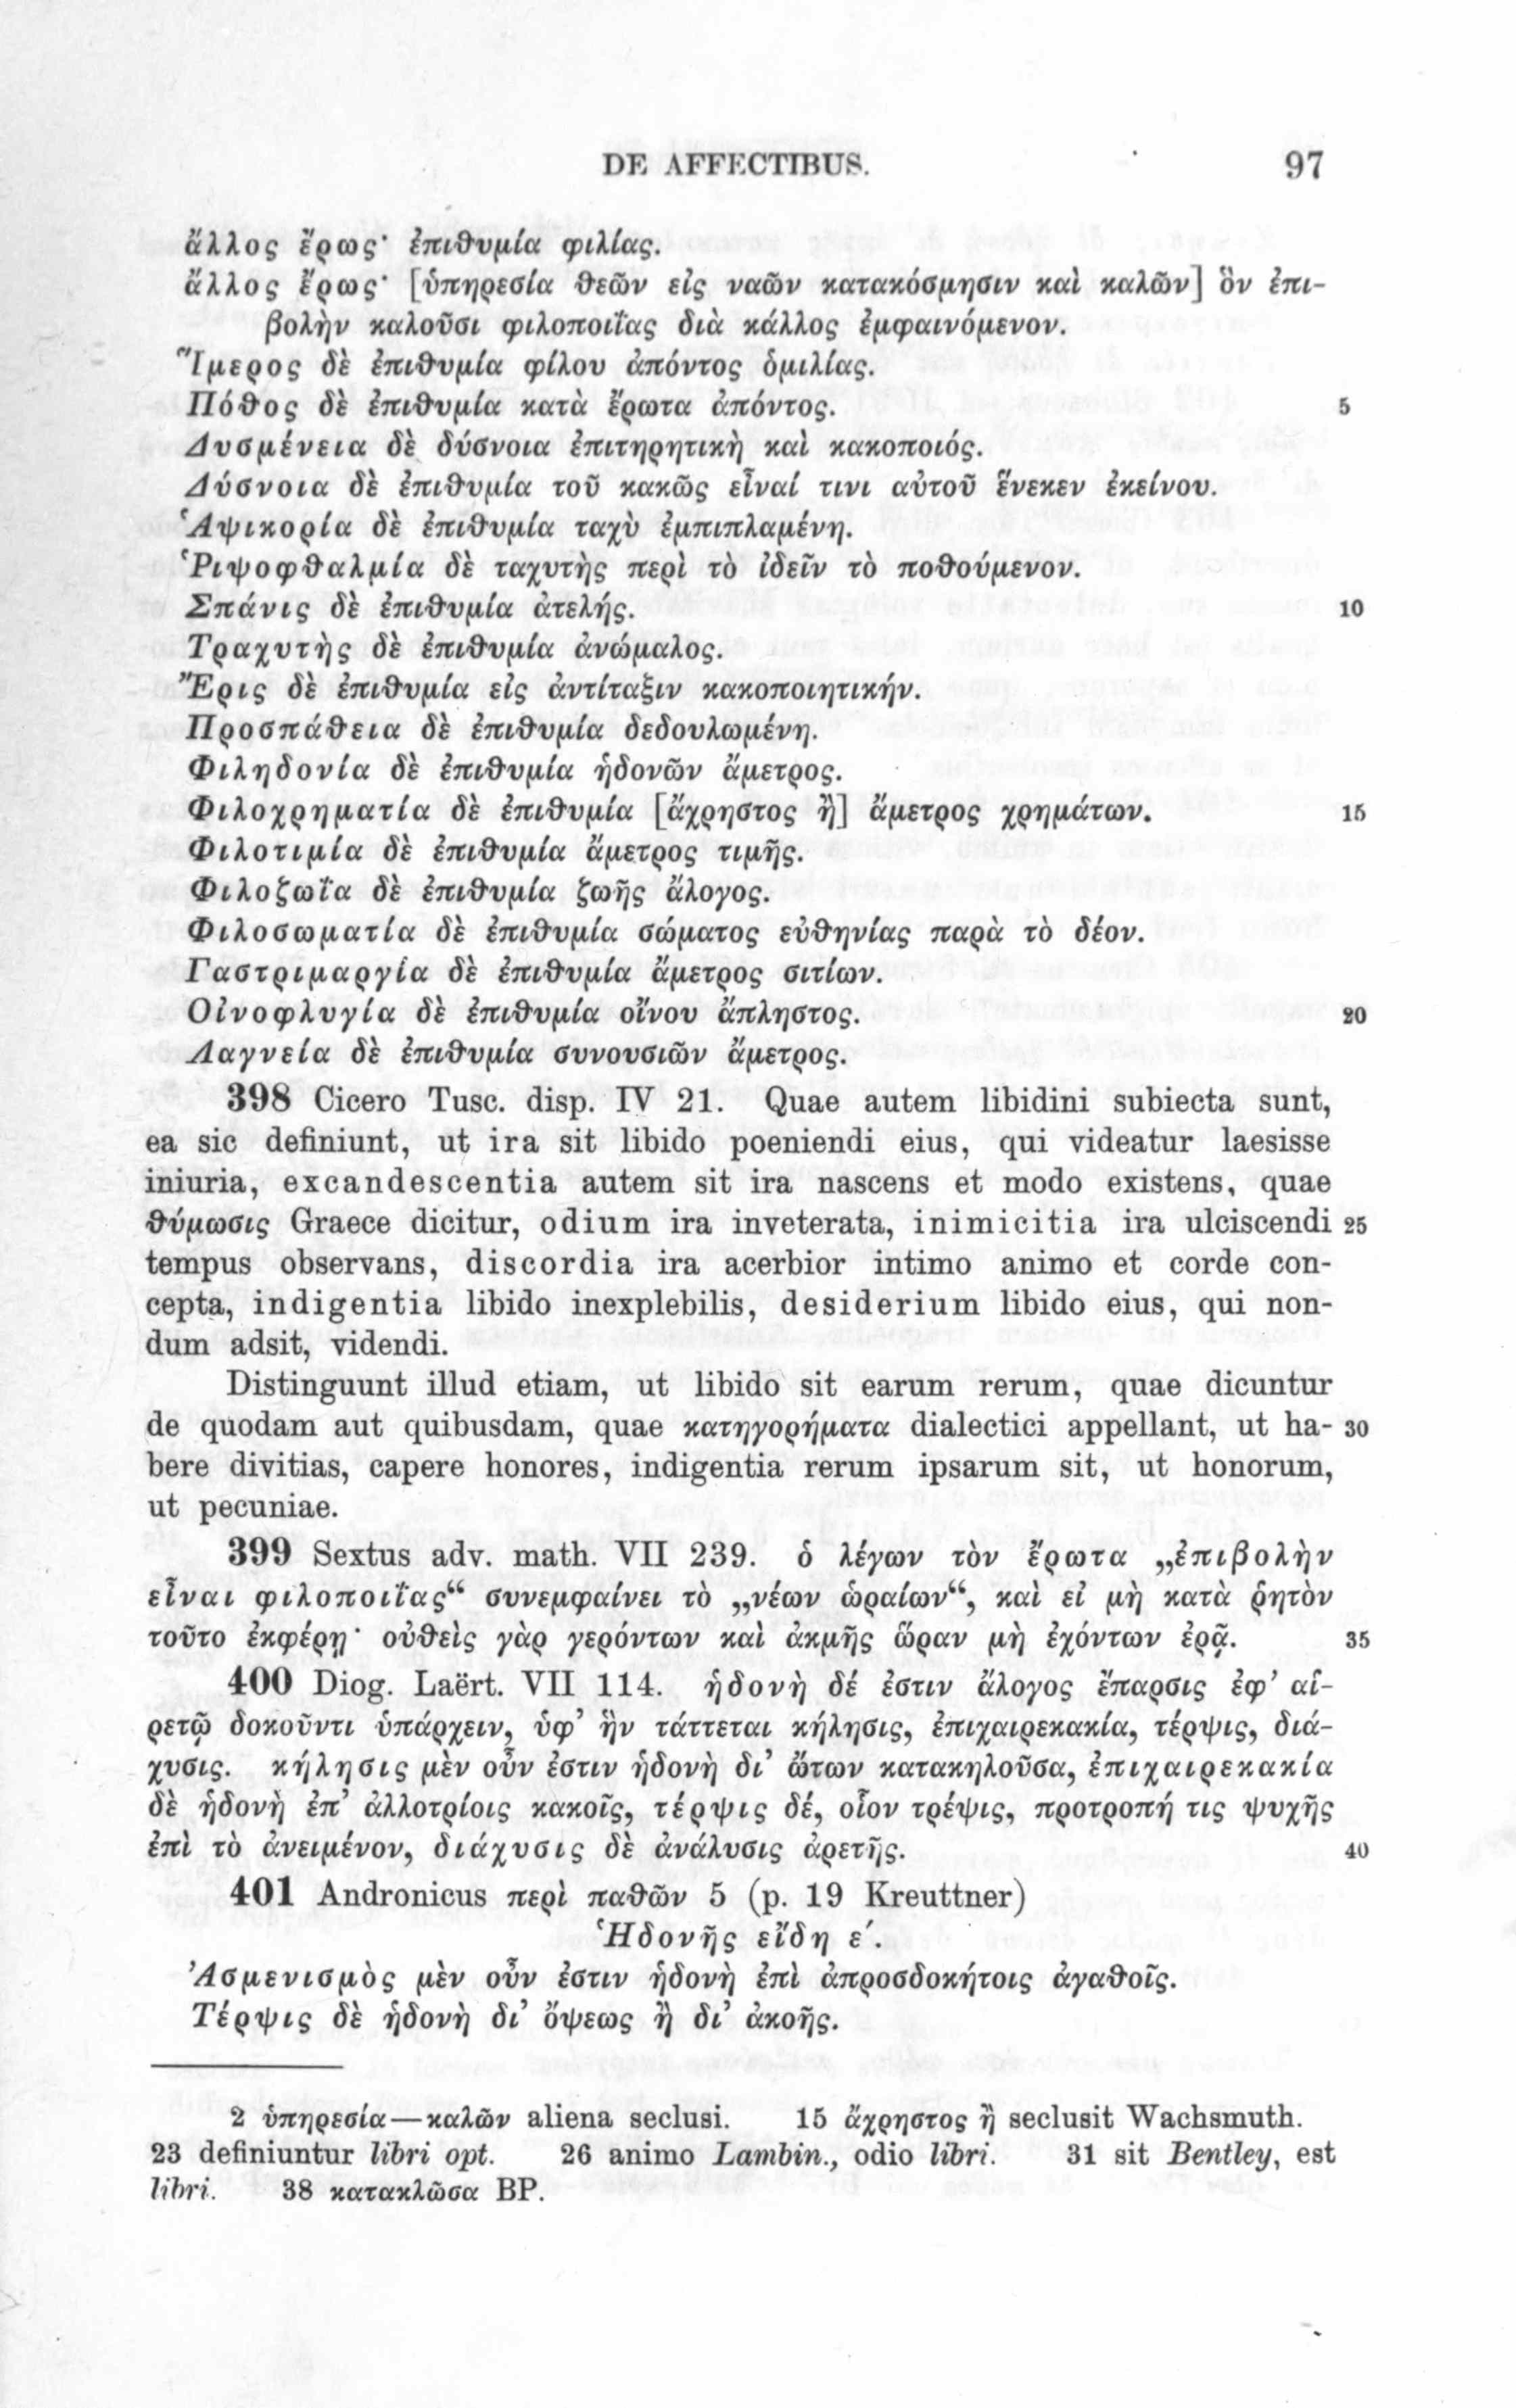 DE AFFECTIBUS. 97
ἄλλος ἔρως· ἐπιθυμία φιλίας.
ἄλλος ἔρως· [ὑπηρεσία θεῶν εἰς ναῶν κατακόσμησιν καὶ καλῶν] ὃν ἐπι-
βολὴν καλοῦσι φιλοποιΐας διὰ κάλλος ἐμφαινόμενον.
Ἵμερος δὲ ἐπιθυμία φίλου ἀπόντος ὁμιλίας.
Πόθος δὲ ἐπιθυμία κατὰ ἔρωτα ἀπόντος. 5
Δυσμένεια δὲ δύσνοια ἐπιτηρητικὴ καὶ κακοποιός.
Δύσνοια δὲ ἐπιθυμία τοῦ κακῶς εἶναί τινι αὐτοῦ ἕνεκεν ἐκείνου.
Ἁψικορία δὲ ἐπιθυμία ταχὺ ἐμπιπλαμένη.
Ῥιψοφθαλμία δὲ ταχυτὴς περὶ τὸ ἰδεῖν τὸ ποθούμενον.
Σπάνις δὲ ἐπιθυμία ἀτελής. 10
Τραχυτὴς δὲ ἐπιθυμία ἀνώμαλος.
Ἔρις δὲ ἐπιθυμία εἰς ἀντίταξιν κακοποιητικήν.
Προσπάθεια δὲ ἐπιθυμία δεδουλωμένη.
Φιληδονία δὲ ἐπιθυμία ἡδονῶν ἄμετρος.
Φιλοχρηματία δὲ ἐπιθυμία [ἄχρηστος ἢ] ἄμετρος χρημάτων. 15
Φιλοτιμία δὲ ἐπιθυμία ἄμετρος τιμῆς.
Φιλοζωΐα δὲ ἐπιθυμία ζωῆς ἄλογος.
Φιλοσωματία δὲ ἐπιθυμία σώματος εὐθηνίας παρὰ τὸ δέον.
Γαστριμαργία δὲ ἐπιθυμία ἄμετρος σιτίων.
Οἰνοφλυγία δὲ ἐπιθυμία οἴνου ἄπληστος. 20
Λαγνεία δὲ ἐπιθυμία συνουσιῶν ἄμετρος.
398 Cicero Tusc. disp. IV 21. Quae autem libidini subiecta sunt,
ea sic definiunt, ut ira sit libido poeniendi eius, qui videatur laesisse
iniuria, excandescentia autem sit ira nascens et modo existens, quae
θύμωσις Graece dicitur, odium ira inveterata, inimicitia ira ulciscendi 25
tempus observans, discordia ira acerbior intimo animo et corde con-
cepta, indigentia libido inexplebilis, desiderium libido eius, qui non-
dum adsit, videndi.
Distinguunt illud etiam, ut libido sit earum rerum, quae dicuntur
de quodam aut quibusdam, quae κατηγορήματα dialectici appellant, ut ha- 30
bere divitias, capere honores, indigentia rerum ipsarum sit, ut honorum,
ut pecuniae.
399 Sextus adv. math. VII 239. ὁ λέγων τὸν ἔρωτα „ἐπιβολὴν
εἶναι φιλοποιΐας“ συνεμφαίνει τὸ „νέων ὡραίων“, καὶ εἰ μὴ κατὰ ῥητὸν
τοῦτο ἐκφέρῃ· οὐθεὶς γὰρ γερόντων καὶ ἀκμῆς ὥραν μὴ ἐχόντων ἐρᾷ. 35
400 Diog. Laërt. VII 114. ἡδονὴ δέ ἐστιν ἄλογος ἔπαρσις ἐφ’ αἱ-
ρετῷ δοκοῦντι ὑπάρχειν, ὑφ’ ἣν τάττεται κήλησις, ἐπιχαιρεκακία, τέρψις, διά-
χυσις. κήλησις μὲν οὖν ἐστιν ἡδονὴ δι’ ὤτων κατακηλοῦσα, ἐπιχαιρεκακία
δὲ ἡδονὴ ἐπ’ ἀλλοτρίοις κακοῖς, τέρψις δέ, οἷον τρέψις, προτροπή τις ψυχῆς
ἐπὶ τὸ ἀνειμένον, διάχυσις δὲ ἀνάλυσις ἀρετῆς. 40
401 Andronicus περὶ παθῶν 5 (p. 19 Kreuttner)
Ἡδονῆς εἴδη ε′.
Ἀσμενισμὸς μὲν οὖν ἐστιν ἡδονὴ ἐπὶ ἀπροσδοκήτοις ἀγαθοῖς.
Τέρψις δὲ ἡδονὴ δι’ ὄψεως ἢ δι’ ἀκοῆς.
2 ὑπηρεσία—καλῶν aliena seclusi. 15 ἄχρηστος ἢ seclusit Wachsmuth.
23 definiuntur libri opt. 26 animo Lambin., odio libri. 31 sit Bentley, est
libri. 38 κατακλῶσα BP.